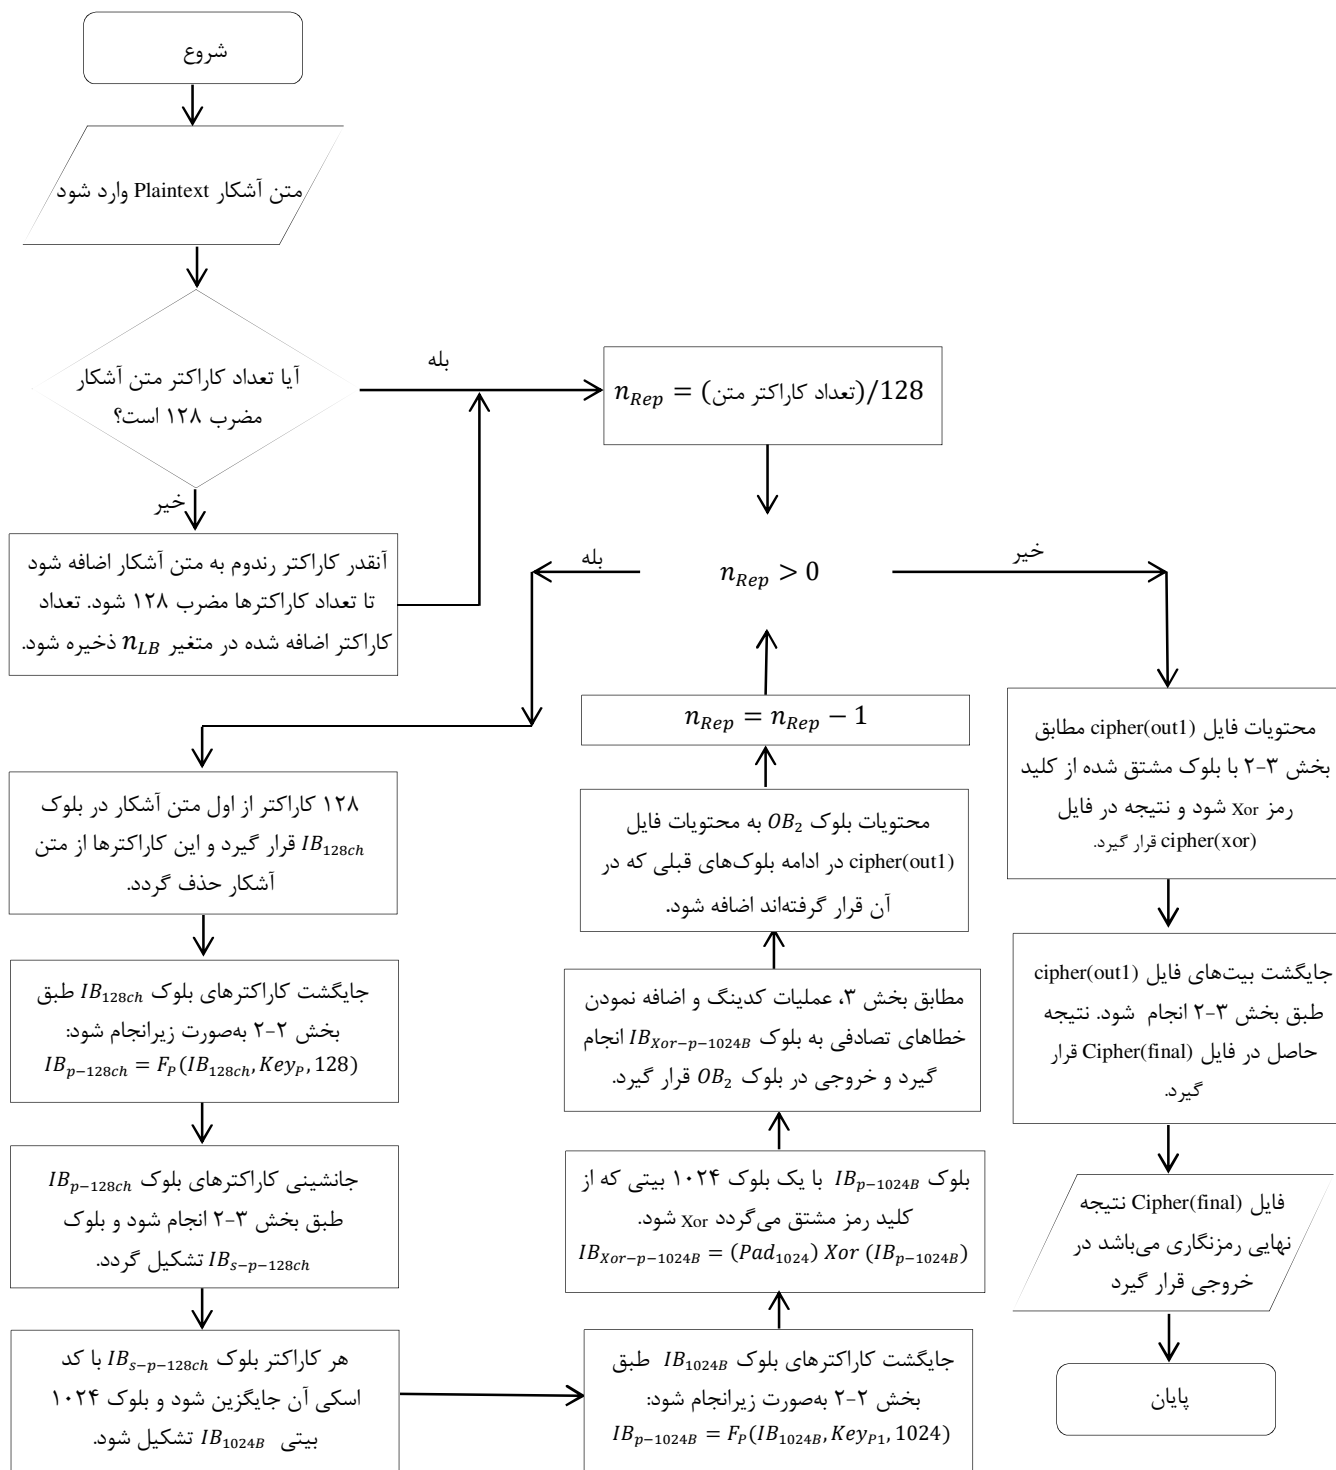 شروع
متن آشکار Plaintext وارد شود
آیا تعداد کاراکتر متن آشکار
مضرب ۱۲۸ است؟
بله
خیر
آنقدر کاراکتر رندوم به متن آشکار اضافه شود
تا تعداد کاراکترها مضرب ۱۲۸ شود. تعداد
کاراکتر اضافه شده در متغیر n_{LB} ذخیره شود.
n_{Rep} = (تعداد کاراکتر متن)/128
n_{Rep} > 0
بله
خیر
۱۲۸ کاراکتر از اول متن آشکار در بلوک
IB_{128ch} قرار گیرد و این کاراکترها از متن
آشکار حذف گردد.
جایگشت کاراکترهای بلوک IB_{128ch} طبق
بخش ۲-۲ به‌صورت زیرانجام شود:
IB_{p-128ch} = F_P(IB_{128ch}, Key_P, 128)
جانشینی کاراکترهای بلوک IB_{p-128ch}
طبق بخش ۳-۲ انجام شود و بلوک
IB_{s-p-128ch} تشکیل گردد.
هر کاراکتر بلوک IB_{s-p-128ch} با کد
اسکی آن جایگزین شود و بلوک ۱۰۲۴
بیتی IB_{1024B} تشکیل شود.
جایگشت کاراکترهای بلوک IB_{1024B} طبق
بخش ۲-۲ به‌صورت زیرانجام شود:
IB_{p-1024B} = F_P(IB_{1024B}, Key_{P1}, 1024)
بلوک IB_{p-1024B} با یک بلوک ۱۰۲۴ بیتی که از
کلید رمز مشتق می‌گردد Xor شود.
IB_{Xor-p-1024B} = (Pad_{1024}) Xor (IB_{p-1024B})
مطابق بخش ۳، عملیات کدینگ و اضافه نمودن
خطاهای تصادفی به بلوک IB_{Xor-p-1024B} انجام
گیرد و خروجی در بلوک OB_2 قرار گیرد.
محتویات بلوک OB_2 به محتویات فایل
cipher(out1) در ادامه بلوک‌های قبلی که در
آن قرار گرفته‌اند اضافه شود.
n_{Rep} = n_{Rep} − 1
محتویات فایل cipher(out1) مطابق
بخش ۳-۲ با بلوک مشتق شده از کلید
رمز Xor شود و نتیجه در فایل
cipher(xor) قرار گیرد.
جایگشت بیت‌های فایل cipher(out1)
طبق بخش ۳-۲ انجام شود. نتیجه
حاصل در فایل Cipher(final) قرار
گیرد.
فایل Cipher(final) نتیجه
نهایی رمزنگاری می‌باشد در
خروجی قرار گیرد
پایان